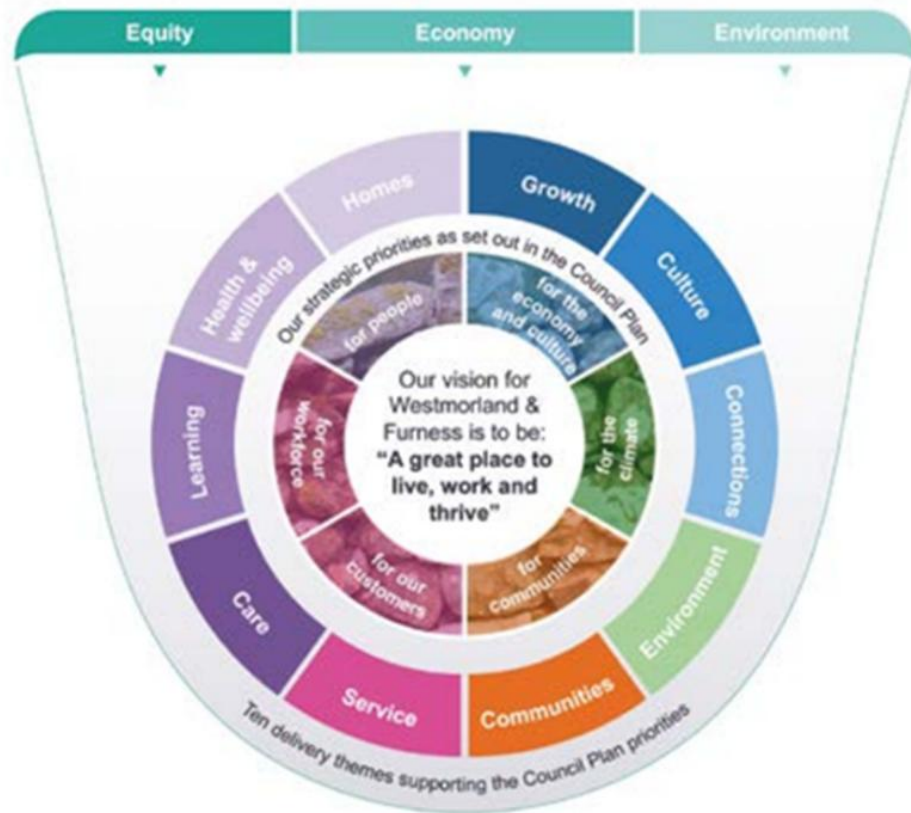 Equity
Economy
Environment
Homes
Growth
Culture
Connections
Environment
Communities
Service
Care
Learning
Health &
wellbeing
Our strategic priorities as set out in the Council Plan
for people
for the
economy
and culture
for the
climate
for
communities
for our
customers
for our
workforce
Our vision for
Westmorland &
Furness is to be:
“A great place to
live, work and
thrive”
Ten delivery themes supporting the Council Plan priorities